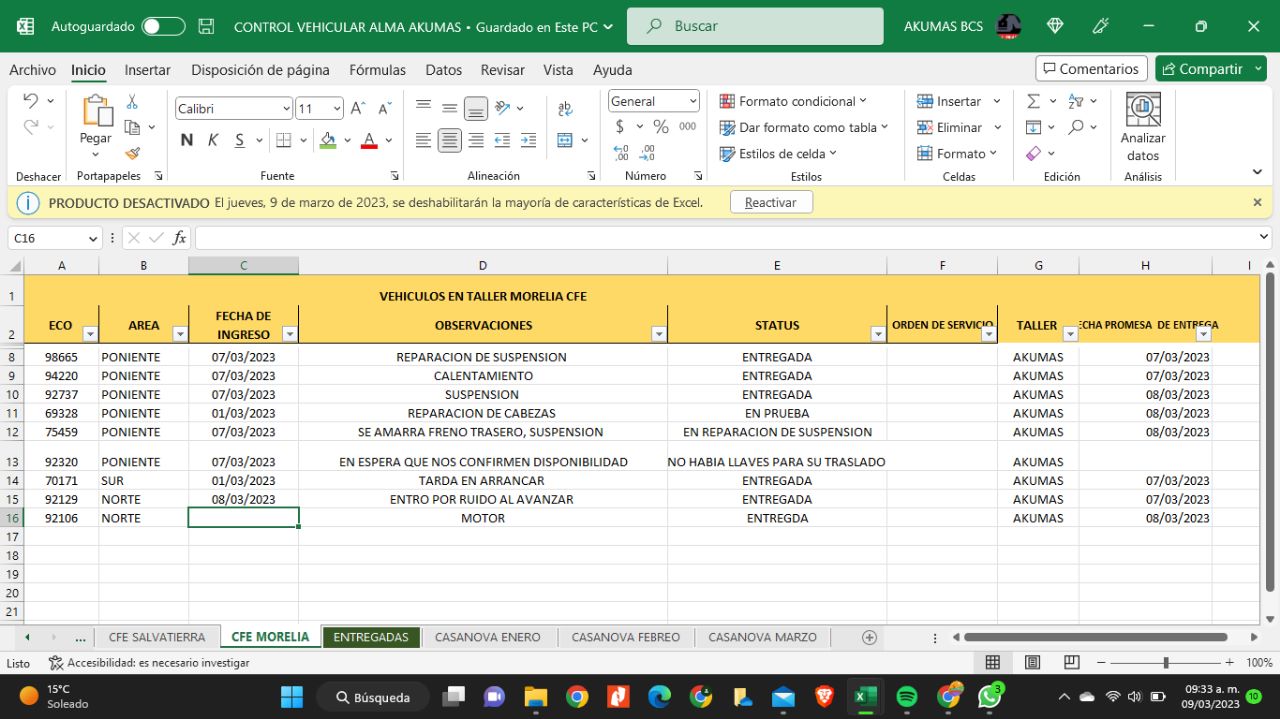 Autoguardado CONTROL VEHICULAR ALMA AKUMAS • Guardado en Este PC Buscar AKUMAS BCS
Archivo Inicio Insertar Disposición de página Fórmulas Datos Revisar Vista Ayuda Comentarios Compartir
Pegar Calibri 11 N K S A General $ % 000 Formato condicional Dar formato como tabla Estilos de celda Insertar Eliminar Formato Analizar datos
Deshacer Portapapeles Fuente Alineación Número Estilos Celdas Edición Análisis
PRODUCTO DESACTIVADO El jueves, 9 de marzo de 2023, se deshabilitarán la mayoría de características de Excel. Reactivar
C16 fx
A B C D E F G H I
1 VEHICULOS EN TALLER MORELIA CFE
2 ECO AREA FECHA DE INGRESO OBSERVACIONES STATUS ORDEN DE SERVICIO TALLER ECHA PROMESA DE ENTREGA
8 98665 PONIENTE 07/03/2023 REPARACION DE SUSPENSION ENTREGADA AKUMAS 07/03/2023
9 94220 PONIENTE 07/03/2023 CALENTAMIENTO ENTREGADA AKUMAS 07/03/2023
10 92737 PONIENTE 07/03/2023 SUSPENSION ENTREGADA AKUMAS 08/03/2023
11 69328 PONIENTE 01/03/2023 REPARACION DE CABEZAS EN PRUEBA AKUMAS 08/03/2023
12 75459 PONIENTE 07/03/2023 SE AMARRA FRENO TRASERO, SUSPENSION EN REPARACION DE SUSPENSION AKUMAS 08/03/2023
13 92320 PONIENTE 07/03/2023 EN ESPERA QUE NOS CONFIRMEN DISPONIBILIDAD NO HABIA LLAVES PARA SU TRASLADO AKUMAS
14 70171 SUR 01/03/2023 TARDA EN ARRANCAR ENTREGADA AKUMAS 07/03/2023
15 92129 NORTE 08/03/2023 ENTRO POR RUIDO AL AVANZAR ENTREGADA AKUMAS 07/03/2023
16 92106 NORTE MOTOR ENTREGDA AKUMAS 08/03/2023
17
18
19
20
21
... CFE SALVATIERRA CFE MORELIA ENTREGADAS CASANOVA ENERO CASANOVA FEBREO CASANOVA MARZO
Listo Accesibilidad: es necesario investigar 100%
15°C Soleado Búsqueda 3 09:33 a. m. 09/03/2023 10